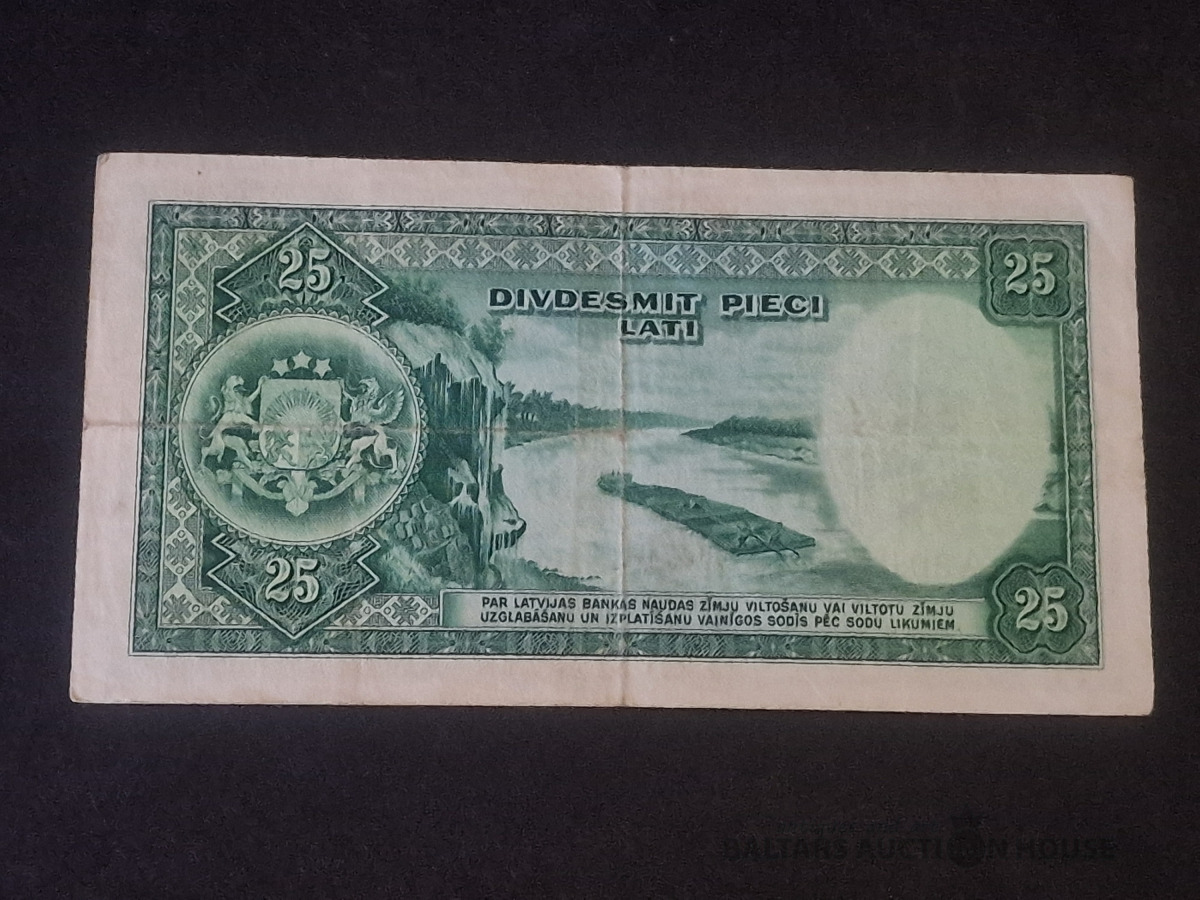 25
25
DIVDESMIT PIECI
LATI
25
25
PAR LATVIJAS BANKAS NAUDAS ZĪMJU VILTOŠANU VAI VILTOTU ZĪMJU
UZGLABĀŠANU UN IZPLATĪŠANU VAINĪGOS SODĪS PĒC SODU LIKUMIEM
BALTARS AUCTION HOUSE